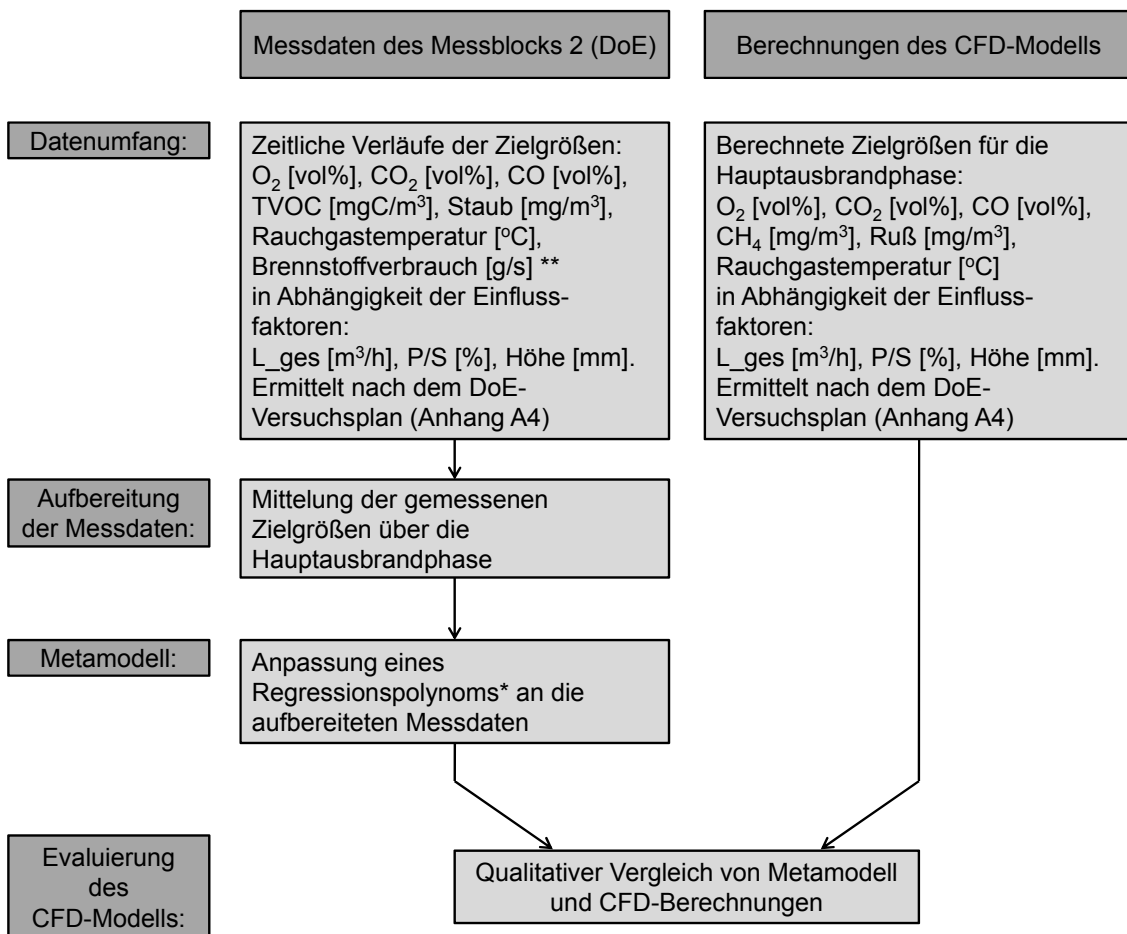 Messdaten des Messblocks 2 (DoE)
Berechnungen des CFD-Modells
Datenumfang:
Zeitliche Verläufe der Zielgrößen:
O₂ [vol%], CO₂ [vol%], CO [vol%],
TVOC [mgC/m³], Staub [mg/m³],
Rauchgastemperatur [°C],
Brennstoffverbrauch [g/s] **
in Abhängigkeit der Einfluss-
faktoren:
L_ges [m³/h], P/S [%], Höhe [mm].
Ermittelt nach dem DoE-
Versuchsplan (Anhang A4)
Berechnete Zielgrößen für die
Hauptausbrandphase:
O₂ [vol%], CO₂ [vol%], CO [vol%],
CH₄ [mg/m³], Ruß [mg/m³],
Rauchgastemperatur [°C]
in Abhängigkeit der Einfluss-
faktoren:
L_ges [m³/h], P/S [%], Höhe [mm].
Ermittelt nach dem DoE-
Versuchsplan (Anhang A4)
Aufbereitung
der Messdaten:
Mittelung der gemessenen
Zielgrößen über die
Hauptausbrandphase
Metamodell:
Anpassung eines
Regressionspolynoms* an die
aufbereiteten Messdaten
Evaluierung
des
CFD-Modells:
Qualitativer Vergleich von Metamodell
und CFD-Berechnungen